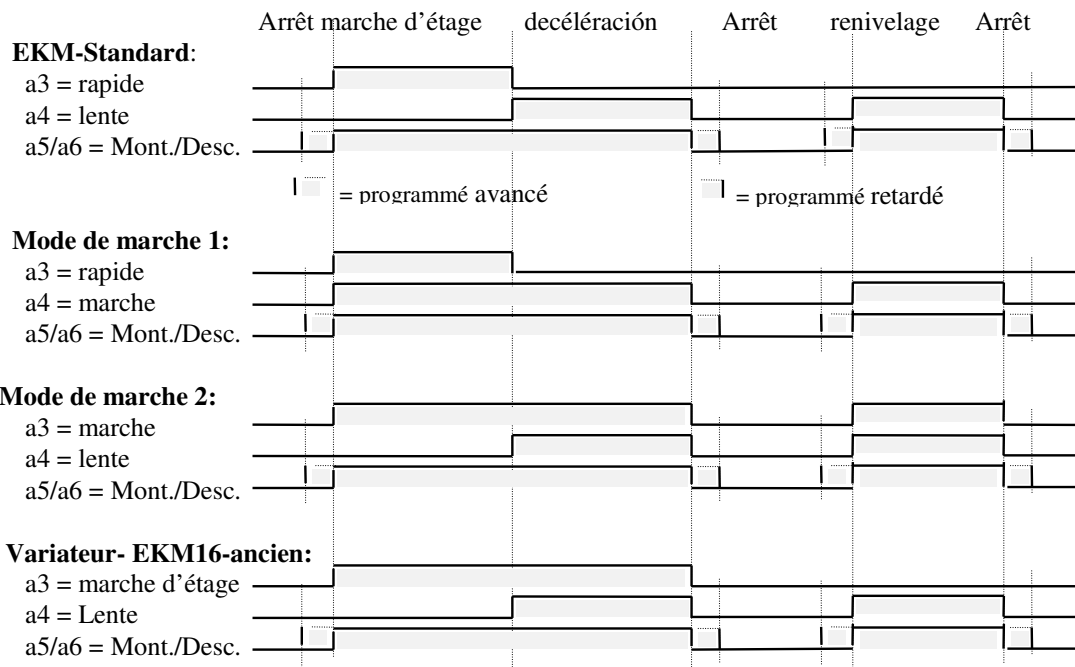 Arrêt marche d'étage decéléración Arrêt renivelage Arrêt
EKM-Standard:
a3 = rapide
a4 = lente
a5/a6 = Mont./Desc.
= programmé avancé = programmé retardé
Mode de marche 1:
a3 = rapide
a4 = marche
a5/a6 = Mont./Desc.
Mode de marche 2:
a3 = marche
a4 = lente
a5/a6 = Mont./Desc.
Variateur- EKM16-ancien:
a3 = marche d'étage
a4 = Lente
a5/a6 = Mont./Desc.